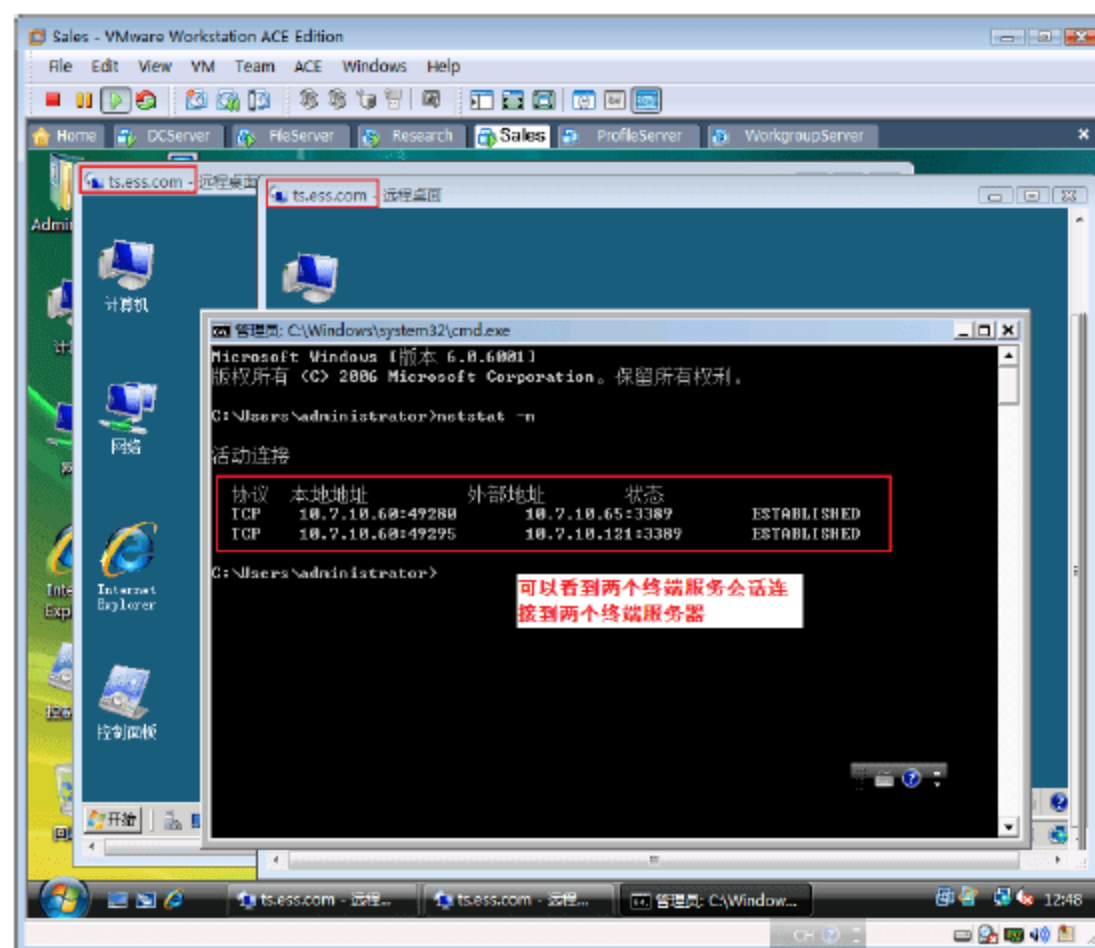 Sales - VMware Workstation ACE Edition
File Edit View VM Team ACE Windows Help
Home DCServer FileServer Research Sales ProfileServer WorkgroupServer
ts.ess.com - 远程桌面
ts.ess.com - 远程桌面
Admi
计算机
网络
Internet
Explorer
控制面板
Inte
Exp
开始
管理员: C:\Windows\system32\cmd.exe
Microsoft Windows [版本 6.0.6001]
版权所有 (C) 2006 Microsoft Corporation。保留所有权利。
C:\Users\administrator>netstat -n
活动连接
协议 本地地址 外部地址 状态
TCP 10.7.10.60:49280 10.7.10.65:3389 ESTABLISHED
TCP 10.7.10.60:49295 10.7.10.121:3389 ESTABLISHED
C:\Users\administrator>
可以看到两个终端服务会话连
接到两个终端服务器
ts.ess.com - 远程...
ts.ess.com - 远程...
管理员: C:\Window...
12:48
CH